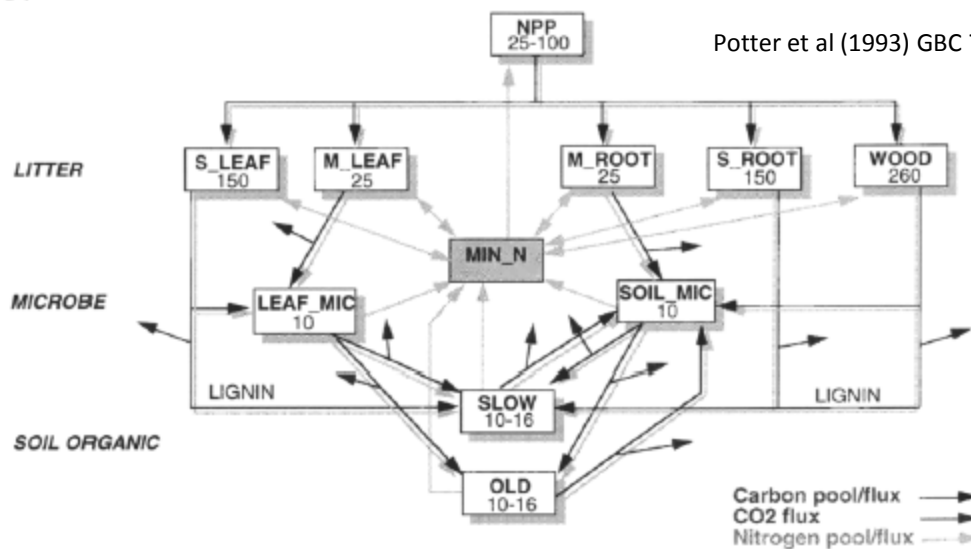 NPP
25-100
Potter et al (1993) GBC
S_LEAF
150
M_LEAF
25
M_ROOT
25
S_ROOT
150
WOOD
260
LITTER
MIN_N
MICROBE
LEAF_MIC
10
SOIL_MIC
10
LIGNIN
SLOW
10-16
LIGNIN
SOIL ORGANIC
OLD
10-16
Carbon pool/flux
CO2 flux
Nitrogen pool/flux